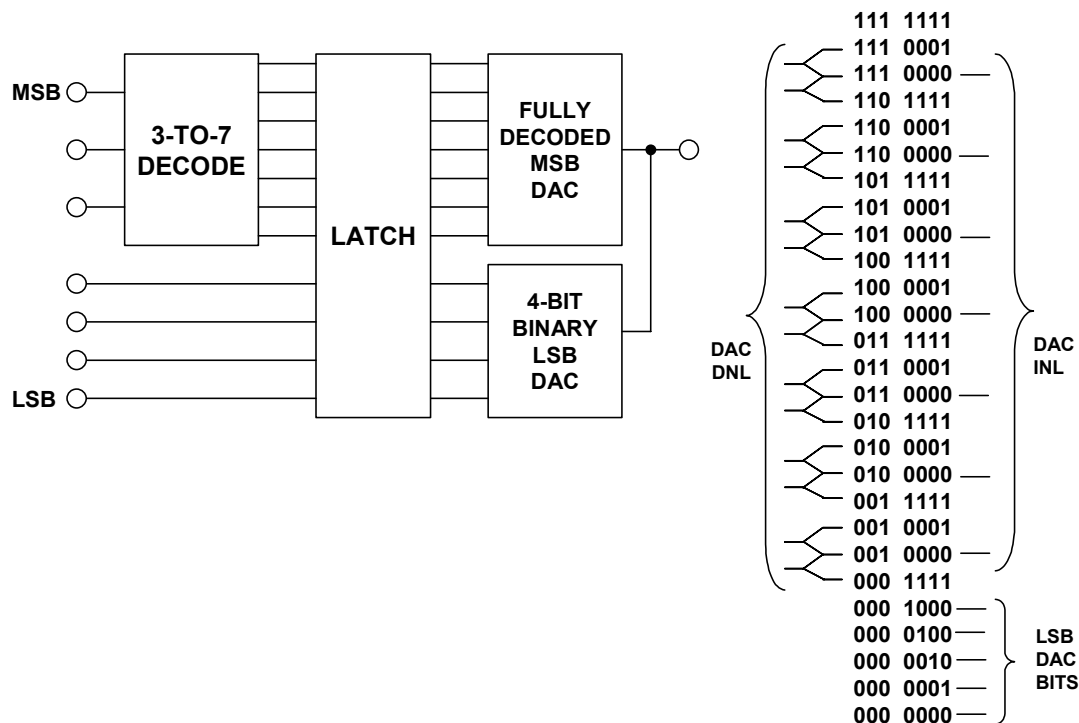 MSB
LSB
3-TO-7
DECODE
LATCH
FULLY
DECODED
MSB
DAC
4-BIT
BINARY
LSB
DAC
DAC
DNL
111 1111
111 0001
111 0000
110 1111
110 0001
110 0000
101 1111
101 0001
101 0000
100 1111
100 0001
100 0000
011 1111
011 0001
011 0000
010 1111
010 0001
010 0000
001 1111
001 0001
001 0000
000 1111
000 1000
000 0100
000 0010
000 0001
000 0000
DAC
INL
LSB
DAC
BITS